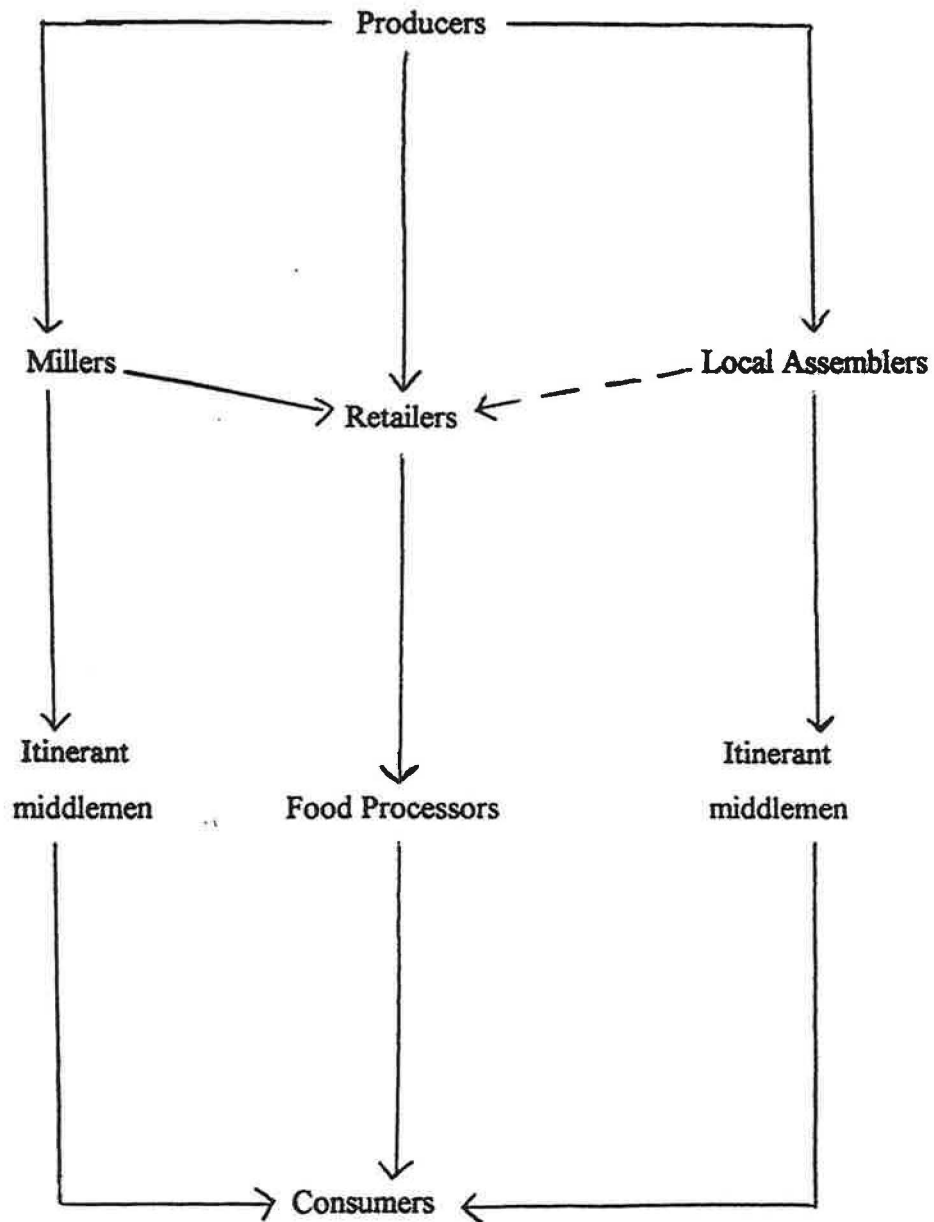 Producers
Millers
Local Assemblers
Retailers
Itinerant
middlemen
Food Processors
Itinerant
middlemen
Consumers